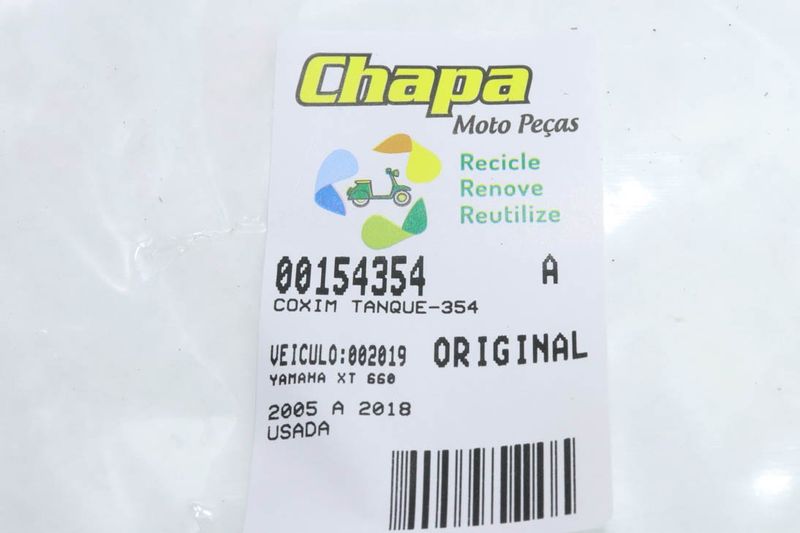 Chapa
Moto Peças
Recicle
Renove
Reutilize
00154354 A
COXIM TANQUE-354
VEICULO:002019 ORIGINAL
YAMAHA XT 660
2005 A 2018
USADA